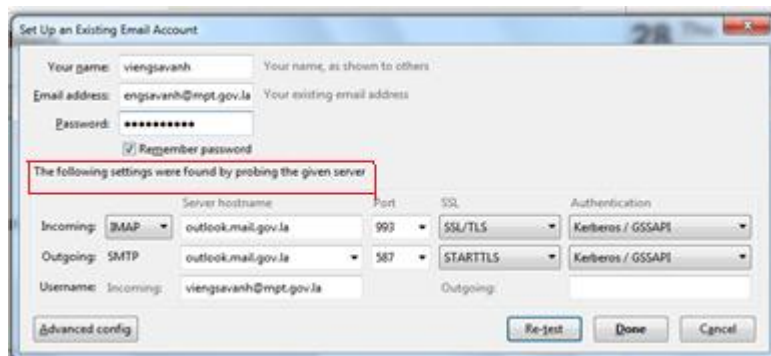 Set Up an Existing Email Account
28 Thu
Your name: viengsavanh Your name, as shown to others
Email address: engsavanh@mpt.gov.la Your existing email address
Password: ••••••••••
Remember password
The following settings were found by probing the given server
Server hostname Port SSL Authentication
Incoming: IMAP outlook.mail.gov.la 993 SSL/TLS Kerberos / GSSAPI
Outgoing: SMTP outlook.mail.gov.la 587 STARTTLS Kerberos / GSSAPI
Username: Incoming: viengsavanh@mpt.gov.la Outgoing:
Advanced config Re-test Done Cancel